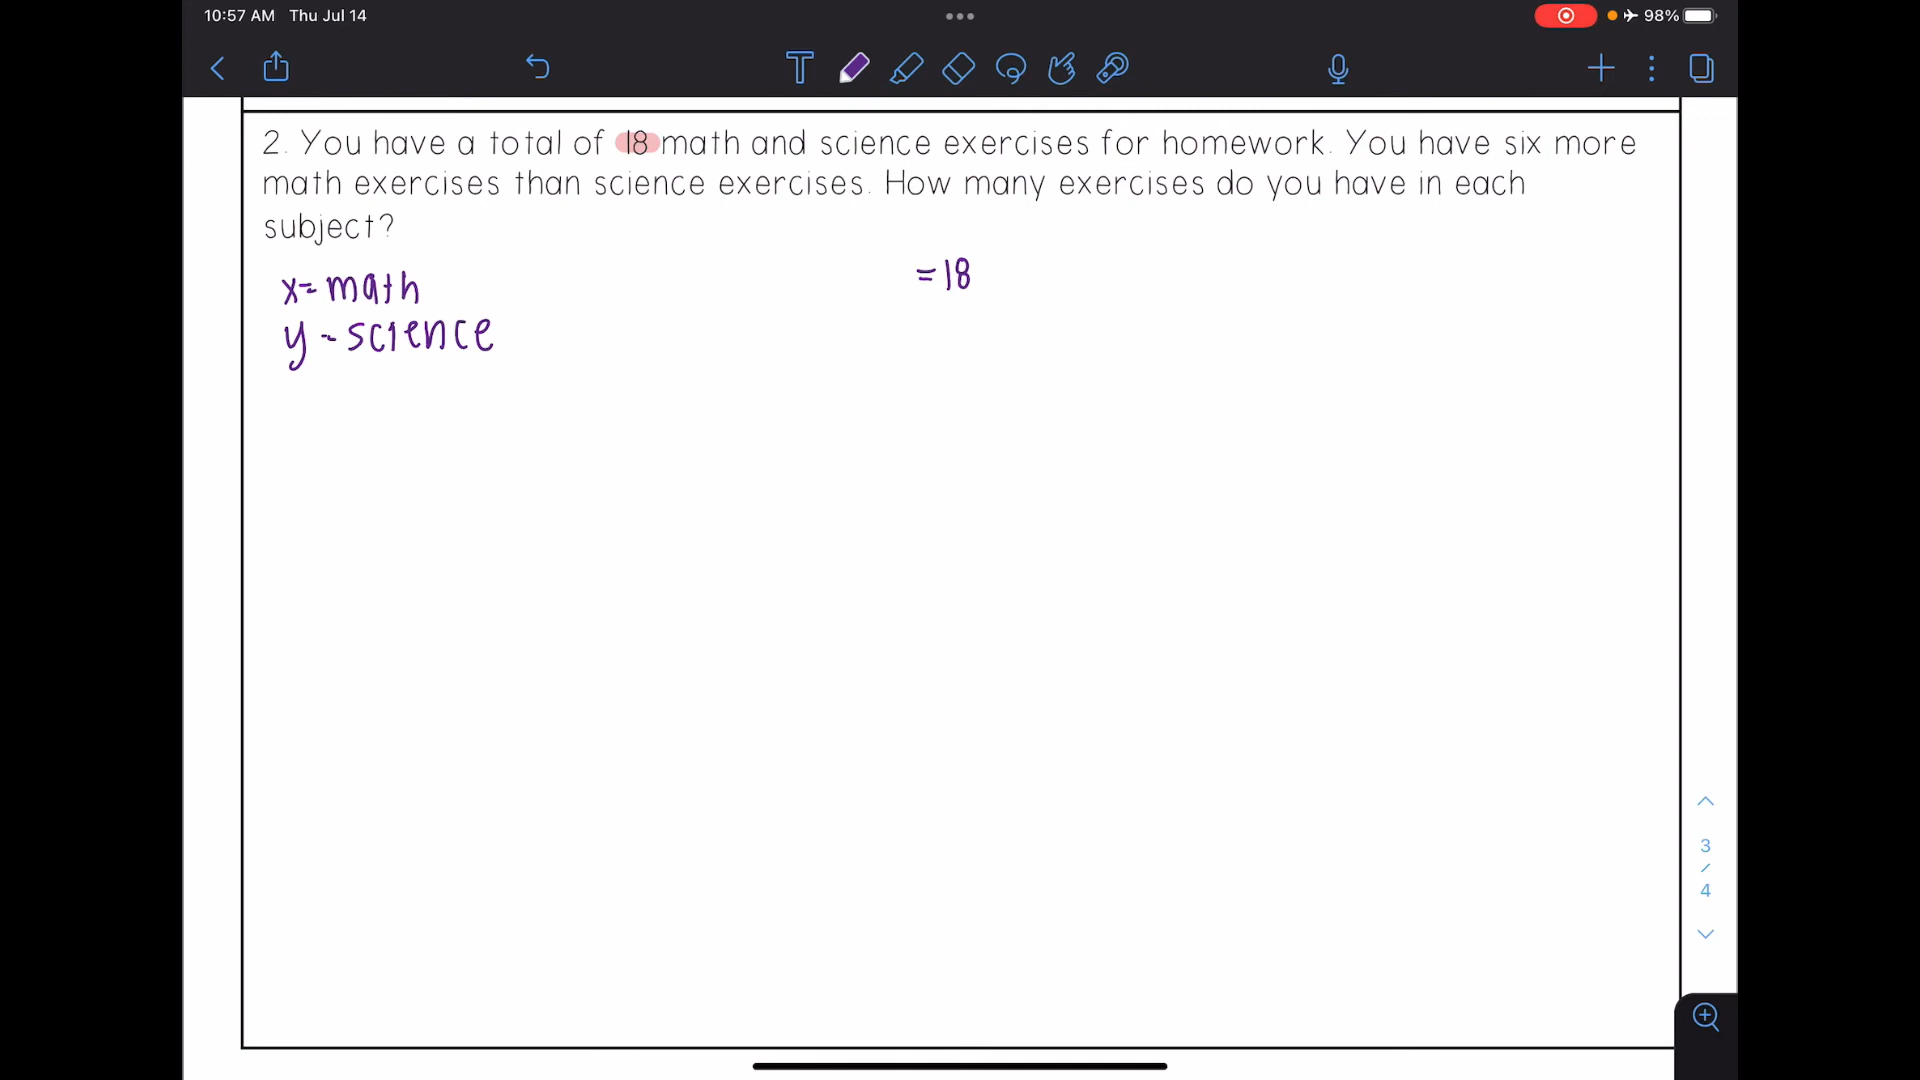 10:57 AM Thu Jul 14
98%
T
2. You have a total of 18 math and science exercises for homework. You have six more
math exercises than science exercises. How many exercises do you have in each
subject?
x = math
= 18
y - science
3
/
4